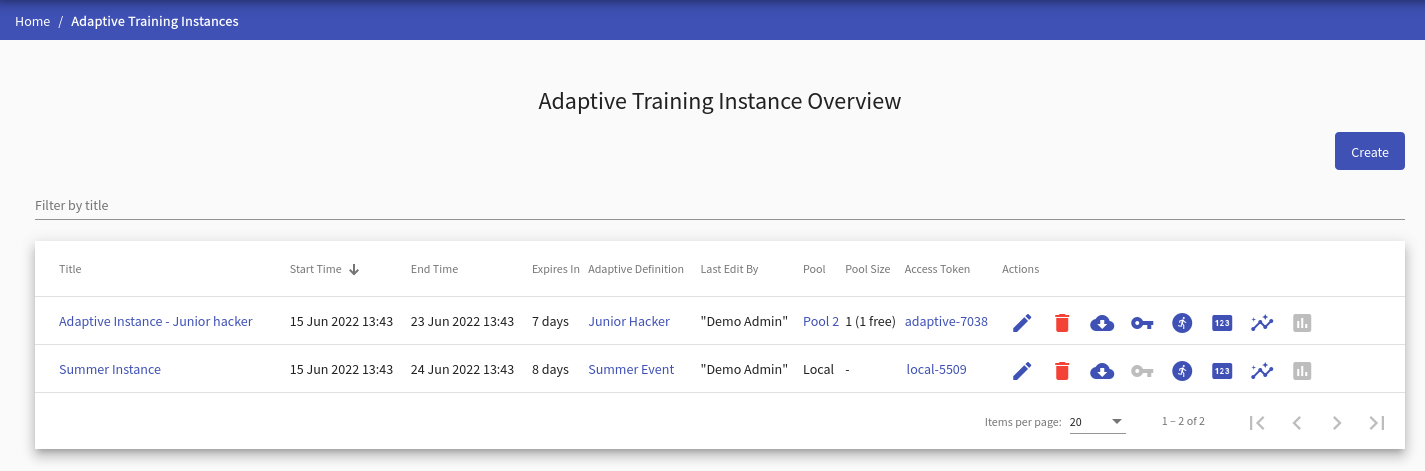 Home / Adaptive Training Instances
Adaptive Training Instance Overview
Create
Filter by title
Title Start Time End Time Expires In Adaptive Definition Last Edit By Pool Pool Size Access Token Actions
Adaptive Instance - Junior hacker 15 Jun 2022 13:43 23 Jun 2022 13:43 7 days Junior Hacker "Demo Admin" Pool 2 1 (1 free) adaptive-7038 123
Summer Instance 15 Jun 2022 13:43 24 Jun 2022 13:43 8 days Summer Event "Demo Admin" Local - local-5509 123
Items per page: 20 1 – 2 of 2